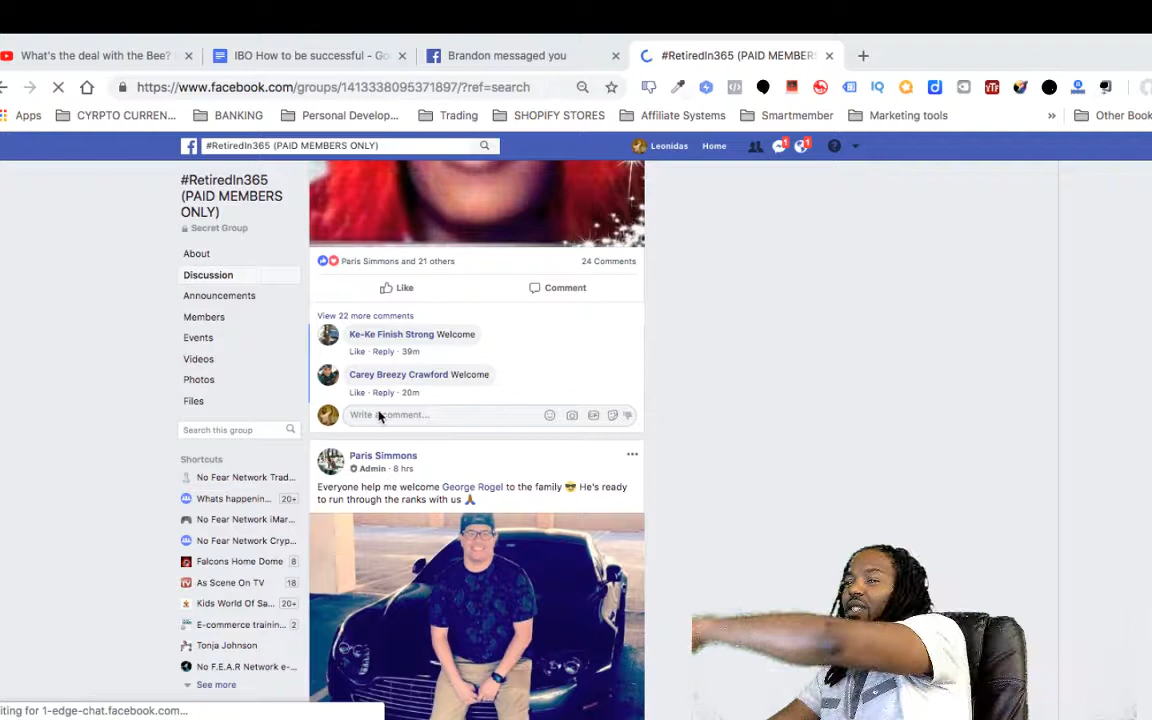 What's the deal with the Bee?
IBO How to be successful - Go
Brandon messaged you
#RetiredIn365 (PAID MEMBERS
https://www.facebook.com/groups/1413338095371897/?ref=search
Apps
CYRPTO CURREN...
BANKING
Personal Develop...
Trading
SHOPIFY STORES
Affiliate Systems
Smartmember
Marketing tools
»
Other Book
#RetiredIn365 (PAID MEMBERS ONLY)
Leonidas
Home
1
1
#RetiredIn365
(PAID MEMBERS
ONLY)
Secret Group
About
Discussion
Announcements
Members
Events
Videos
Photos
Files
Search this group
Shortcuts
No Fear Network Trad...
Whats happenin... 20+
No Fear Network iMar...
No Fear Network Cryp...
Falcons Home Dome 8
As Scene On TV 18
Kids World Of Sa... 20+
E-commerce training... 2
Tonja Johnson
No F.E.A.R Network e-...
See more
Paris Simmons and 21 others
24 Comments
Like
Comment
View 22 more comments
Ke-Ke Finish Strong Welcome
Like · Reply · 39m
Carey Breezy Crawford Welcome
Like · Reply · 20m
Write a comment...
Paris Simmons
Admin · 8 hrs
Everyone help me welcome George Rogel to the family 😎 He's ready
to run through the ranks with us 🙏
iting for 1-edge-chat.facebook.com...